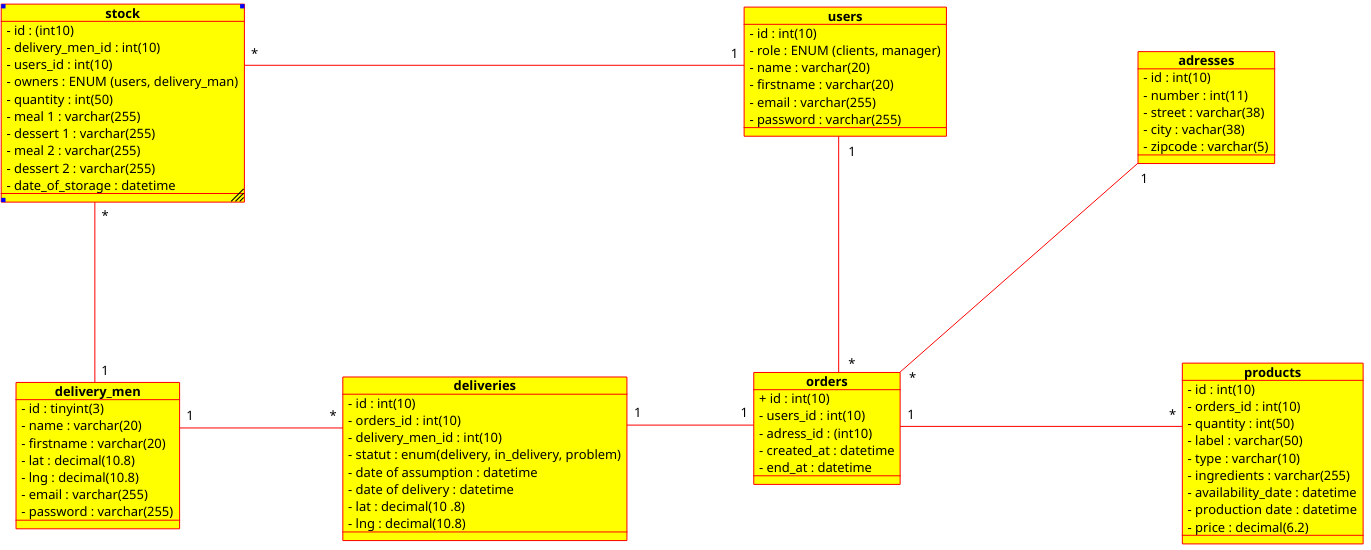 stock
- id : (int10)
- delivery_men_id : int(10)
- users_id : int(10)
- owners : ENUM (users, delivery_man)
- quantity : int(50)
- meal 1 : varchar(255)
- dessert 1 : varchar(255)
- meal 2 : varchar(255)
- dessert 2 : varchar(255)
- date_of_storage : datetime
*
1
users
- id : int(10)
- role : ENUM (clients, manager)
- name : varchar(20)
- firstname : varchar(20)
- email : varchar(255)
- password : varchar(255)
adresses
- id : int(10)
- number : int(11)
- street : varchar(38)
- city : vachar(38)
- zipcode : varchar(5)
1
1
*
1
*
*
delivery_men
- id : tinyint(3)
- name : varchar(20)
- firstname : varchar(20)
- lat : decimal(10.8)
- lng : decimal(10.8)
- email : varchar(255)
- password : varchar(255)
1
*
deliveries
- id : int(10)
- orders_id : int(10)
- delivery_men_id : int(10)
- statut : enum(delivery, in_delivery, problem)
- date of assumption : datetime
- date of delivery : datetime
- lat : decimal(10 .8)
- lng : decimal(10.8)
1
1
orders
+ id : int(10)
- users_id : int(10)
- adress_id : (int10)
- created_at : datetime
- end_at : datetime
1
*
products
- id : int(10)
- orders_id : int(10)
- quantity : int(50)
- label : varchar(50)
- type : varchar(10)
- ingredients : varchar(255)
- availability_date : datetime
- production date : datetime
- price : decimal(6.2)